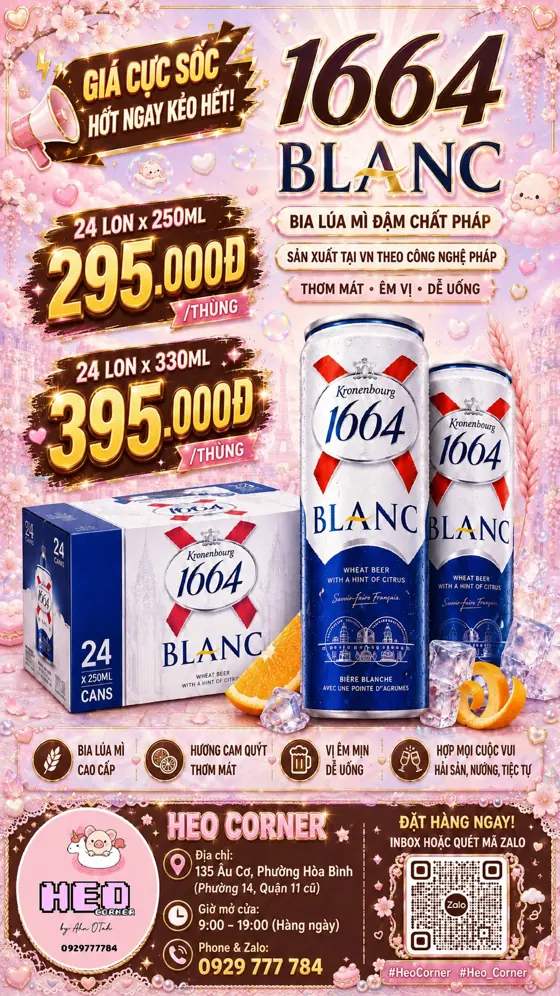 GIÁ CỰC SỐC
HỐT NGAY KẺO HẾT!
1664
BLANC
BIA LÚA MÌ ĐẬM CHẤT PHÁP
SẢN XUẤT TẠI VN THEO CÔNG NGHỆ PHÁP
THƠM MÁT • ÊM VỊ • DỄ UỐNG
24 LON x 250ML
295.000Đ
/THÙNG
24 LON x 330ML
395.000Đ
/THÙNG
Kronenbourg
1664
BLANC
WHEAT BEER
WITH A HINT OF CITRUS
Savoir-faire Français
BIÈRE BLANCHE
AVEC UNE POINTE D'AGRUMES
Kronenbourg
1664
BLANC
WHEAT BEER
WITH A HINT OF CITRUS
Savoir-faire Français
1664
24
CANS
24
CANS
1664
24
X 250ML
CANS
Kronenbourg
1664
BLANC
WHEAT BEER
WITH A HINT OF CITRUS
BIA LÚA MÌ
CAO CẤP
HƯƠNG CAM QUÝT
THƠM MÁT
VỊ ÊM MỊN
DỄ UỐNG
HỢP MỌI CUỘC VUI
HẢI SẢN, NƯỚNG, TIỆC TỰ
HEO
CORNER
0929777784
HEO CORNER
Địa chỉ:
135 Âu Cơ, Phường Hòa Bình
(Phường 14, Quận 11 cũ)
Giờ mở cửa:
9:00 – 19:00 (Hàng ngày)
Phone & Zalo:
0929 777 784
ĐẶT HÀNG NGAY!
INBOX HOẶC QUÉT MÃ ZALO
Zalo
#HeoCorner #Heo_Corner